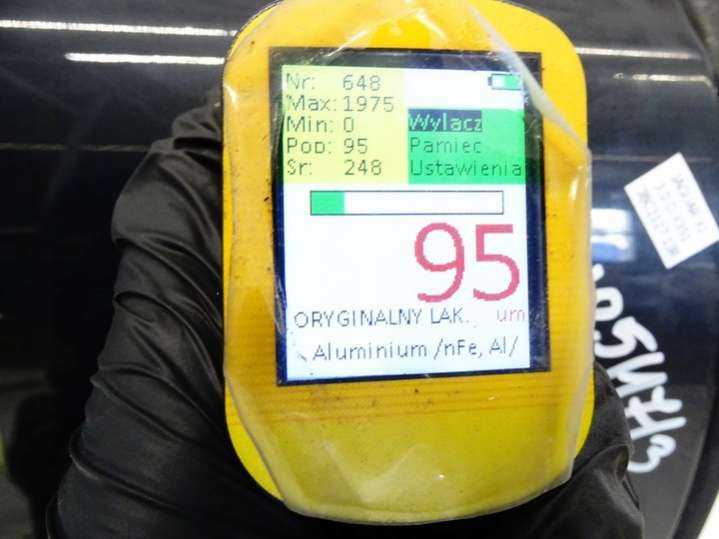 Nr: 648
Max: 1975
Min: 0
Pop: 95
Sr: 248
Wylacz
Pamiec
Ustawienia
95
ORYGINALNY LAK. um
Aluminium /nFe, Al/